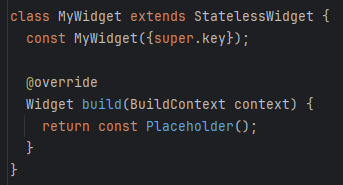 class MyWidget extends StatelessWidget {
  const MyWidget({super.key});

  @override
  Widget build(BuildContext context) {
    return const Placeholder();
  }
}